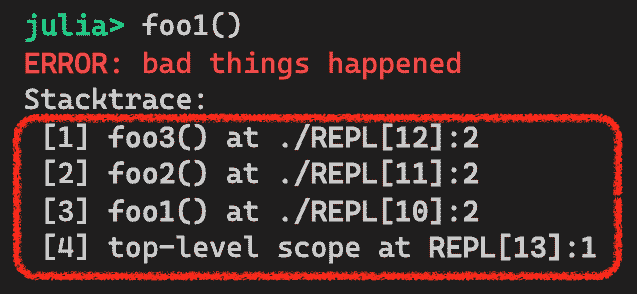 julia> foo1()
ERROR: bad things happened
Stacktrace:
[1] foo3() at ./REPL[12]:2
[2] foo2() at ./REPL[11]:2
[3] foo1() at ./REPL[10]:2
[4] top-level scope at REPL[13]:1